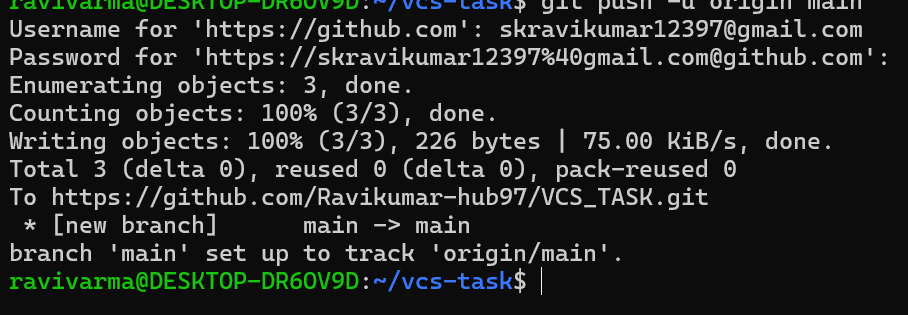 ravivarma@DESKTOP-DR6OV9D:~/vcs-task$ git push -u origin main
Username for 'https://github.com': skravikumar12397@gmail.com
Password for 'https://skravikumar12397%40gmail.com@github.com':
Enumerating objects: 3, done.
Counting objects: 100% (3/3), done.
Writing objects: 100% (3/3), 226 bytes | 75.00 KiB/s, done.
Total 3 (delta 0), reused 0 (delta 0), pack-reused 0
To https://github.com/Ravikumar-hub97/VCS_TASK.git
 * [new branch]      main -> main
branch 'main' set up to track 'origin/main'.
ravivarma@DESKTOP-DR6OV9D:~/vcs-task$